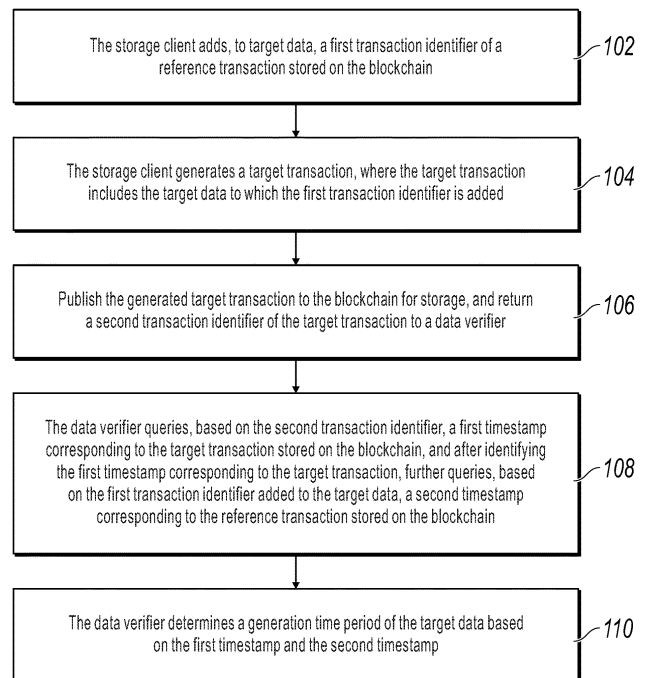 The storage client adds, to target data, a first transaction identifier of a
reference transaction stored on the blockchain
102
The storage client generates a target transaction, where the target transaction
includes the target data to which the first transaction identifier is added
104
Publish the generated target transaction to the blockchain for storage, and return
a second transaction identifier of the target transaction to a data verifier
106
The data verifier queries, based on the second transaction identifier, a first timestamp
corresponding to the target transaction stored on the blockchain, and after identifying
the first timestamp corresponding to the target transaction, further queries, based
on the first transaction identifier added to the target data, a second timestamp
corresponding to the reference transaction stored on the blockchain
108
The data verifier determines a generation time period of the target data based
on the first timestamp and the second timestamp
110